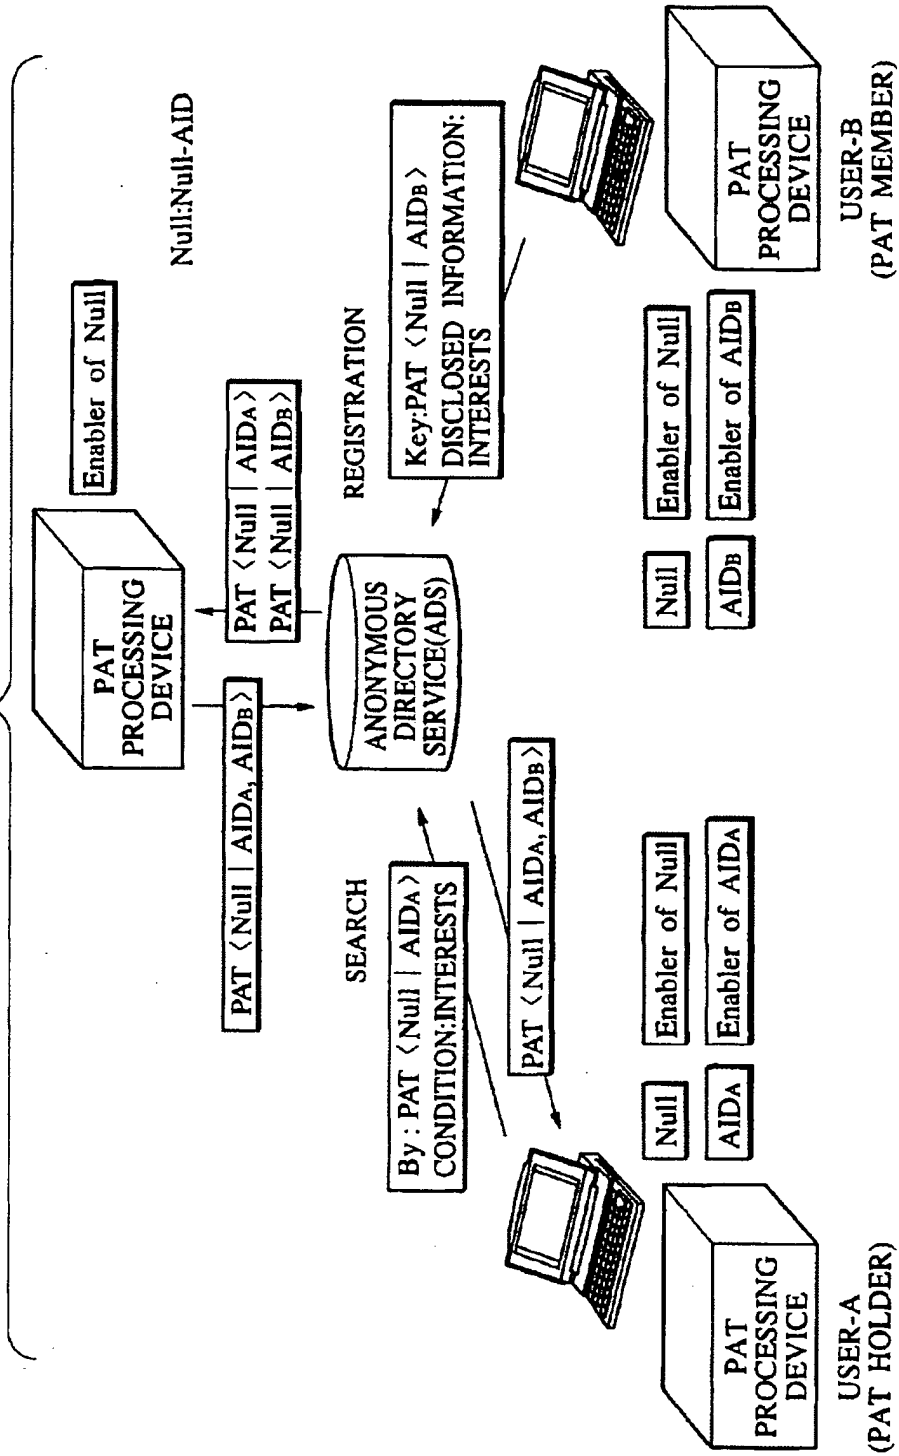 Null:Null-AID
Enabler of Null
PAT
PROCESSING
DEVICE
PAT <Null | AIDA, AIDB>
PAT <Null | AIDA>
PAT <Null | AIDB>
SEARCH
REGISTRATION
ANONYMOUS
DIRECTORY
SERVICE(ADS)
By : PAT <Null | AIDA>
CONDITION:INTERESTS
Key:PAT <Null | AIDB>
DISCLOSED INFORMATION:
INTERESTS
PAT <Null | AIDA, AIDB>
PAT
PROCESSING
DEVICE
Null
Enabler of Null
AIDA
Enabler of AIDA
USER-A
(PAT HOLDER)
Null
Enabler of Null
AIDB
Enabler of AIDB
PAT
PROCESSING
DEVICE
USER-B
(PAT MEMBER)